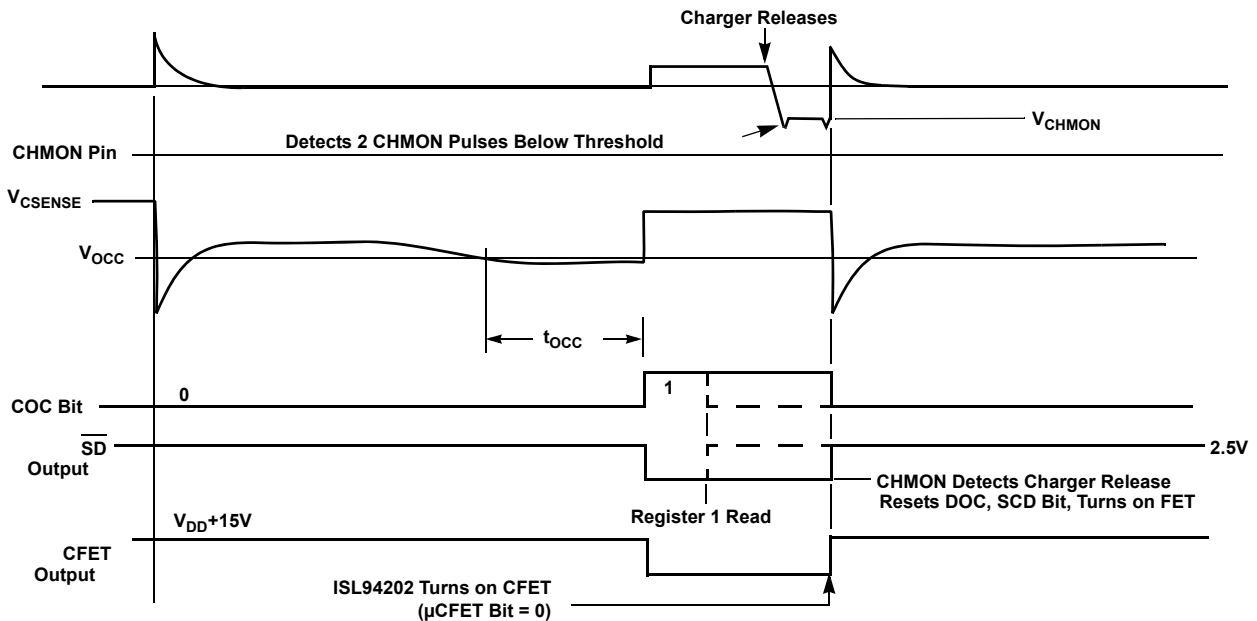 Charger Releases
VCHMON
Detects 2 CHMON Pulses Below Threshold
CHMON Pin
VCSENSE
VOCC
tOCC
0
1
COC Bit
SD
Output
2.5V
CHMON Detects Charger Release
Resets DOC, SCD Bit, Turns on FET
Register 1 Read
VDD+15V
CFET
Output
ISL94202 Turns on CFET
(µCFET Bit = 0)